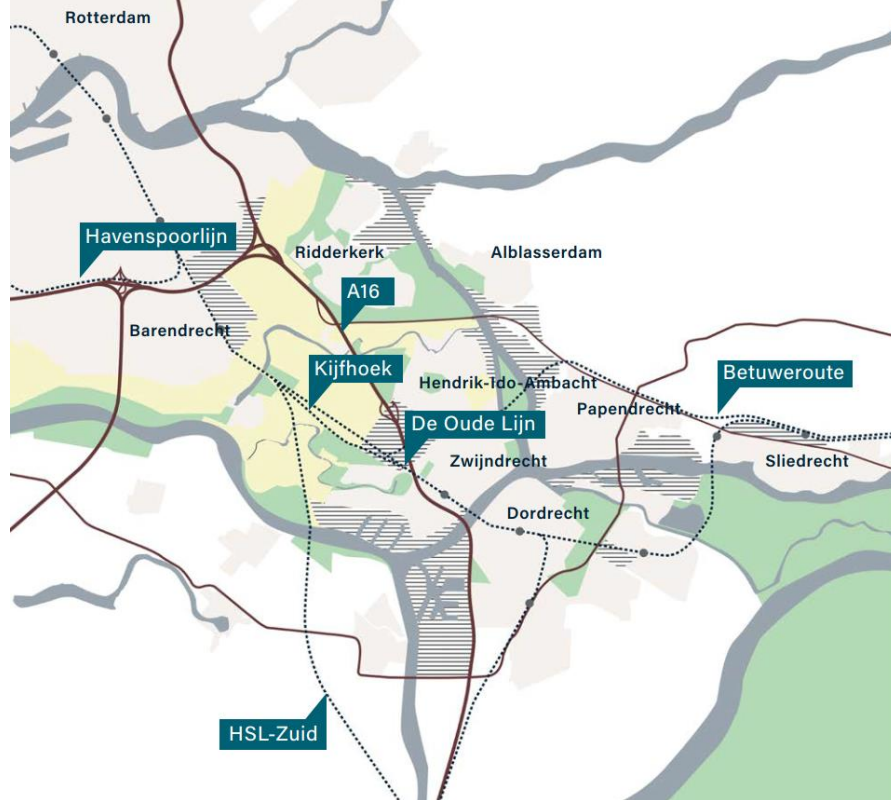 Rotterdam
Havenspoorlijn
Ridderkerk
Alblasserdam
A16
Barendrecht
Kijfhoek
Hendrik-Ido-Ambacht
Betuweroute
Papendrecht
De Oude Lijn
Zwijndrecht
Sliedrecht
Dordrecht
HSL-Zuid